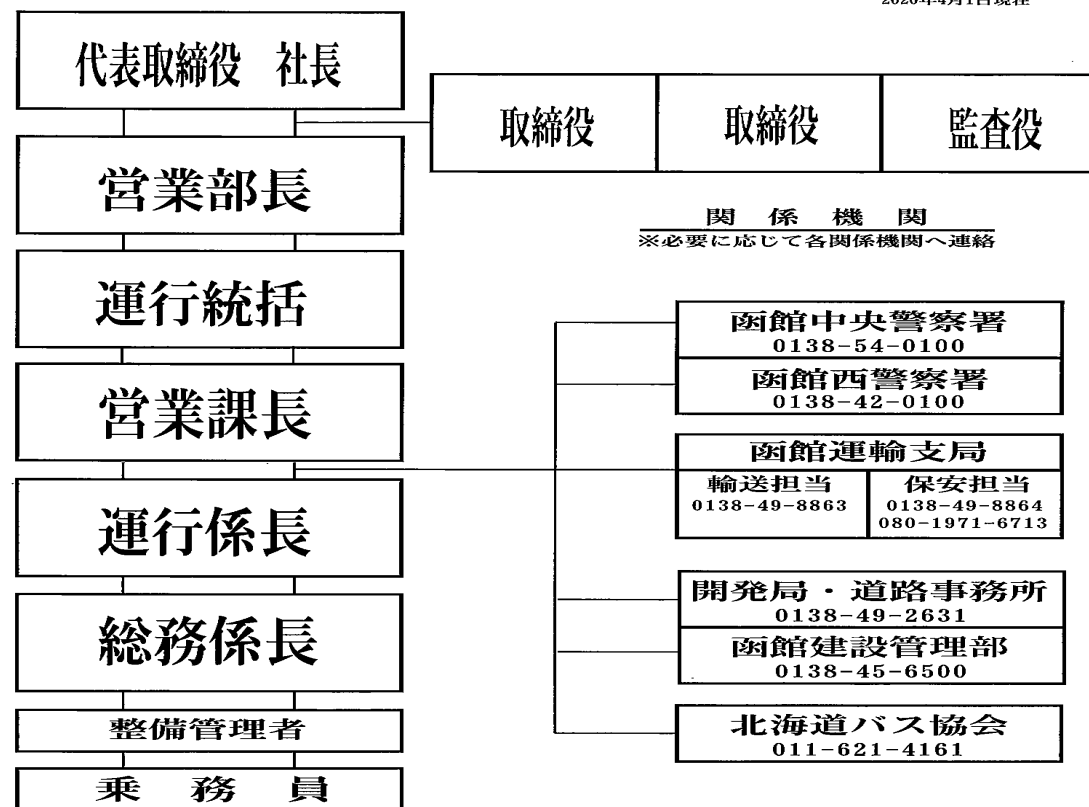 代表取締役 社長
取締役
取締役
監査役
営業部長
関係機関
※必要に応じて各関係機関へ連絡
運行統括
営業課長
運行係長
総務係長
整備管理者
乗務員
函館中央警察署
0138-54-0100
函館西警察署
0138-42-0100
函館運輸支局
輸送担当
0138-49-8863
保安担当
0138-49-8864
080-1971-6713
開発局・道路事務所
0138-49-2631
函館建設管理部
0138-45-6500
北海道バス協会
011-621-4161